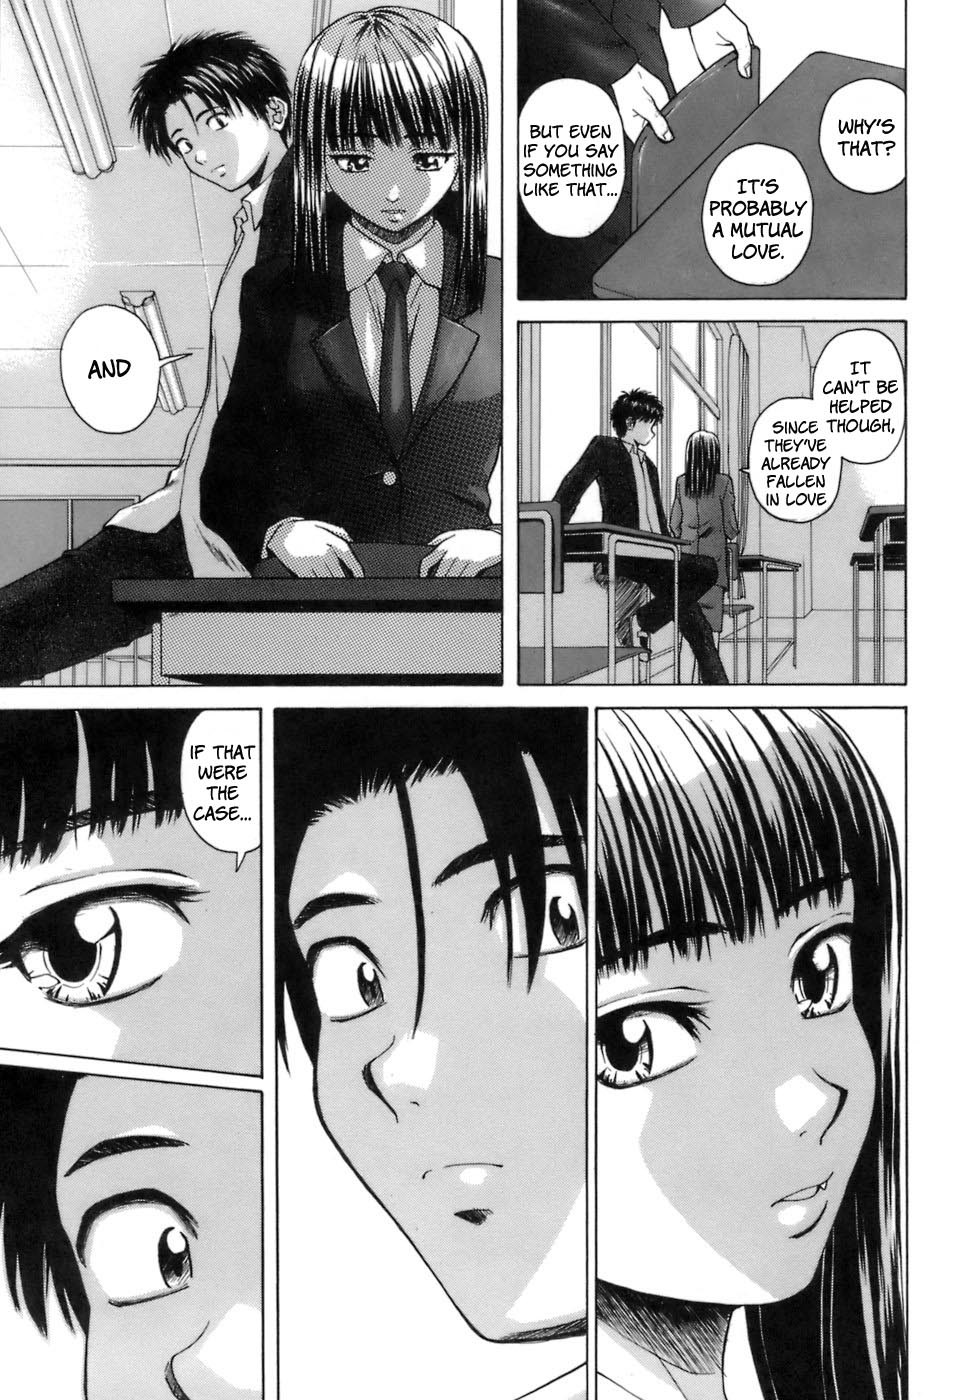 WHY'S
THAT?
IT'S
PROBABLY
A MUTUAL
LOVE.
BUT EVEN
IF YOU SAY
SOMETHING
LIKE THAT...
IT
CAN'T BE
HELPED
THOUGH,
SINCE
THEY'VE
ALREADY
FALLEN
IN LOVE
AND
IF THAT
WERE
THE
CASE...